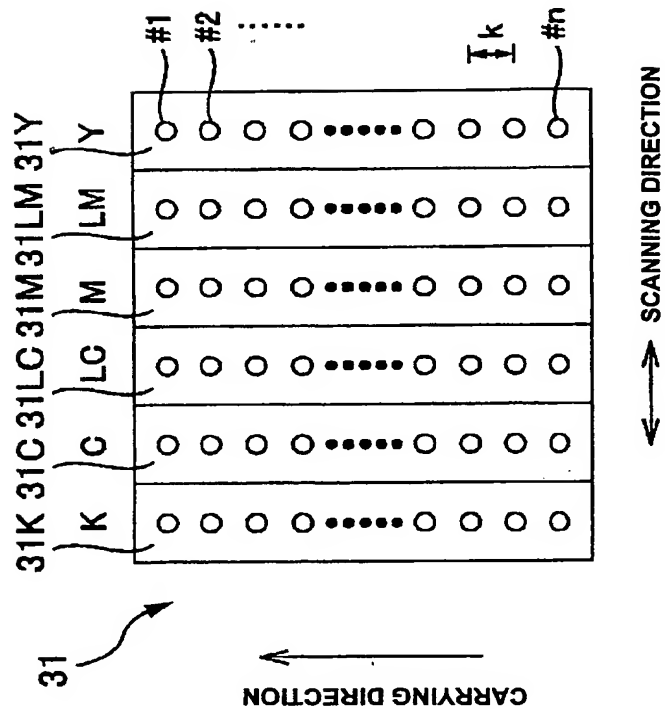 31K 31C 31LC 31M 31LM 31Y
K C LC M LM Y
#1
#2
k
#n
31
CARRYING DIRECTION
SCANNING DIRECTION